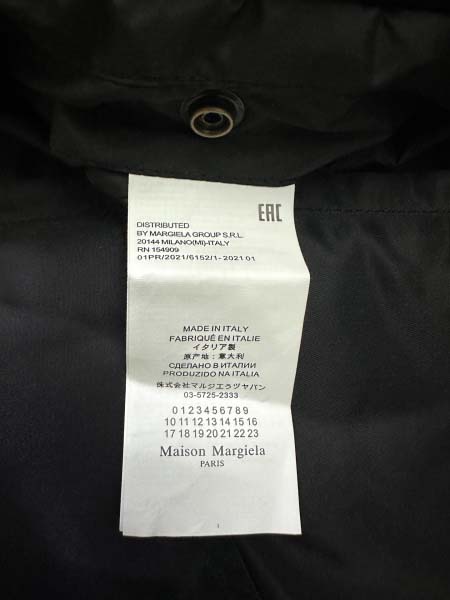 EAC
DISTRIBUTED
BY MARGIELA GROUP S.R.L.
20144 MILANO(MI)-ITALY
RN 154909
01PR/2021/6152/1- 2021 01
MADE IN ITALY
FABRIQUÉ EN ITALIE
イタリア製
原产地：意大利
СДЕЛАНО В ИТАЛИИ
PRODUZIDO NA ITALIA
株式会社マルジエラジャパン
03-5725-2333
0 1 2 3 4 5 6 7 8 9
10 11 12 13 14 15 16
17 18 19 20 21 22 23
Maison Margiela
PARIS